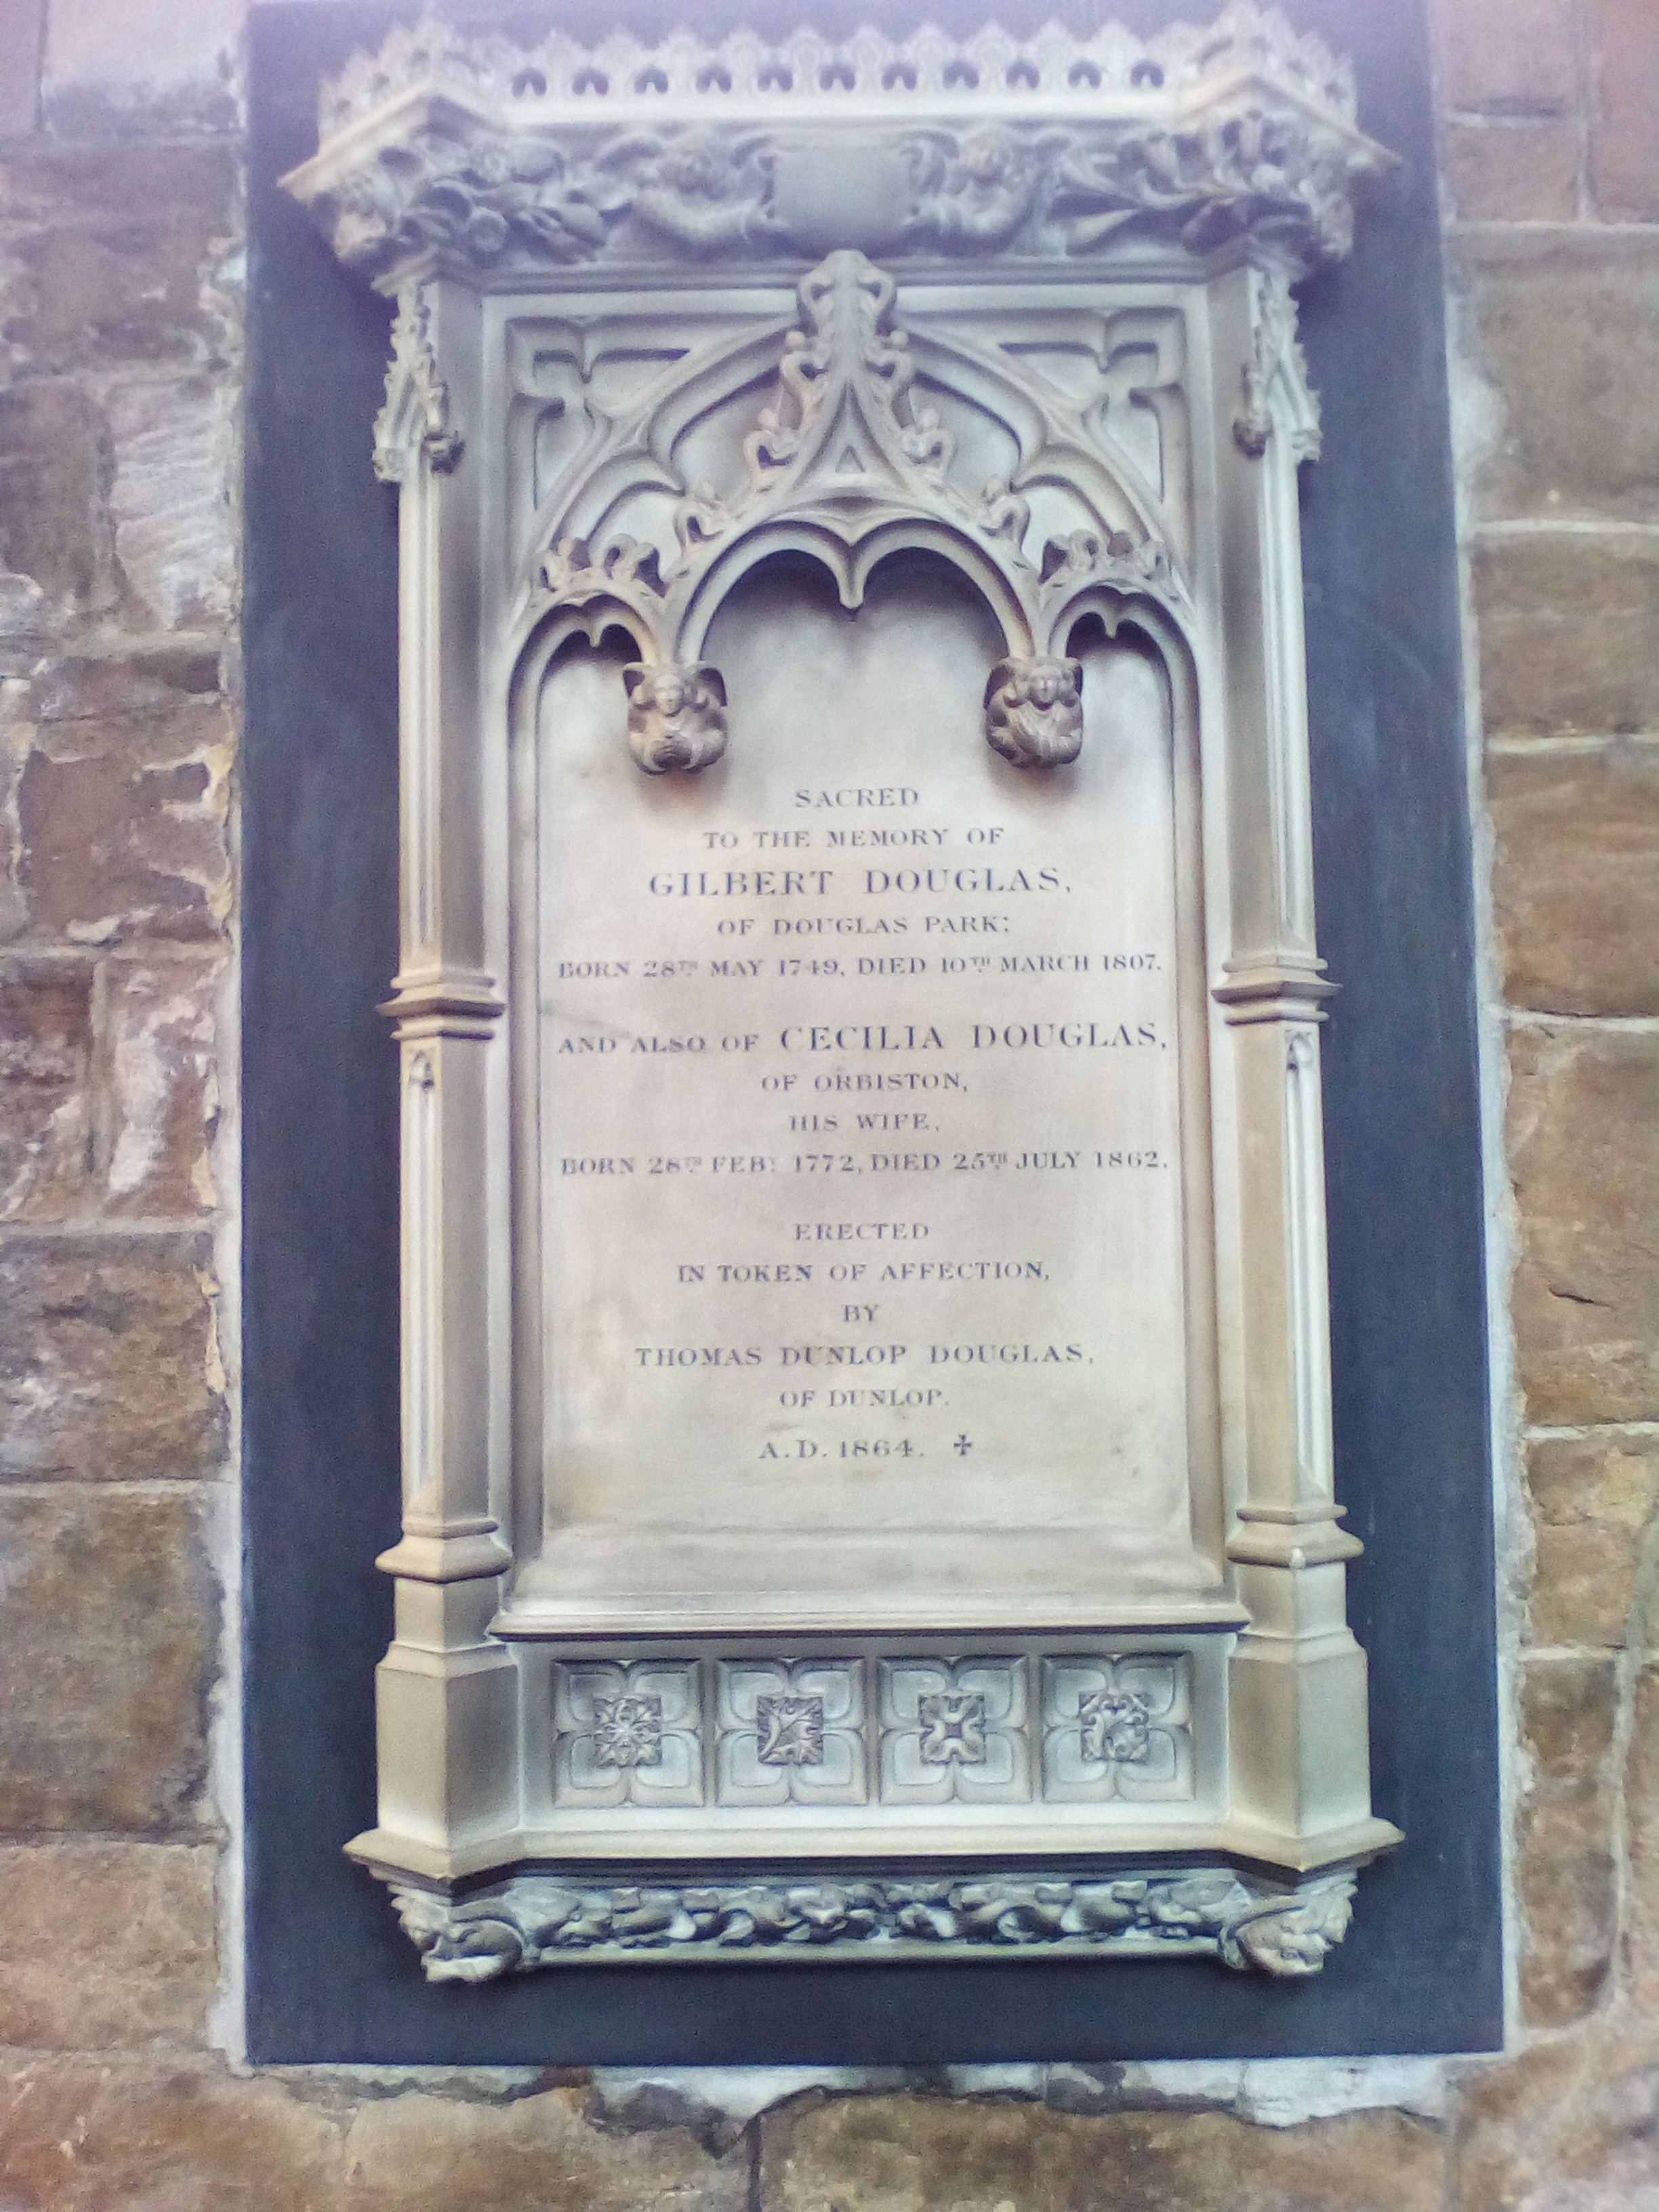 SACRED
TO THE MEMORY OF
GILBERT DOUGLAS,
OF DOUGLAS PARK;
BORN 28TH MAY 1749, DIED 10TH MARCH 1807.
AND ALSO OF CECILIA DOUGLAS,
OF ORBISTON,
HIS WIFE,
BORN 28TH FEBY 1772, DIED 25TH JULY 1862.
ERECTED
IN TOKEN OF AFFECTION,
BY
THOMAS DUNLOP DOUGLAS,
OF DUNLOP.
A.D. 1864. ✠